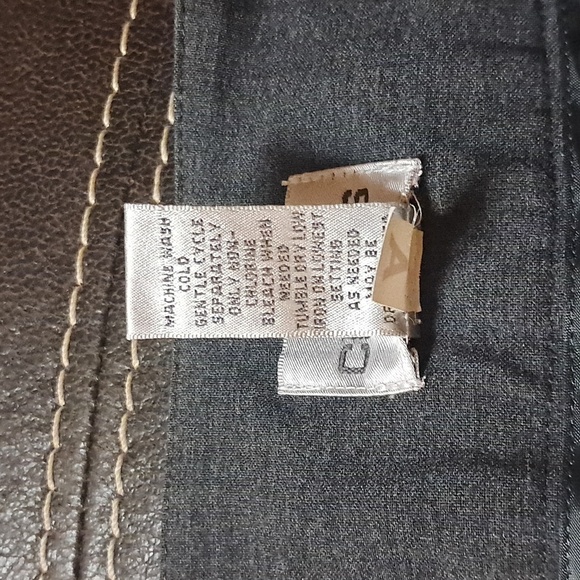 MACHINE WASH
COLD
GENTLE CYCLE
SEPARATELY
ONLY NON-
CHLORINE
BLEACH WHEN
NEEDED
TUMBLE DRY LOW
IRON ON LOWEST
SETTING
AS NEEDED
MAY BE